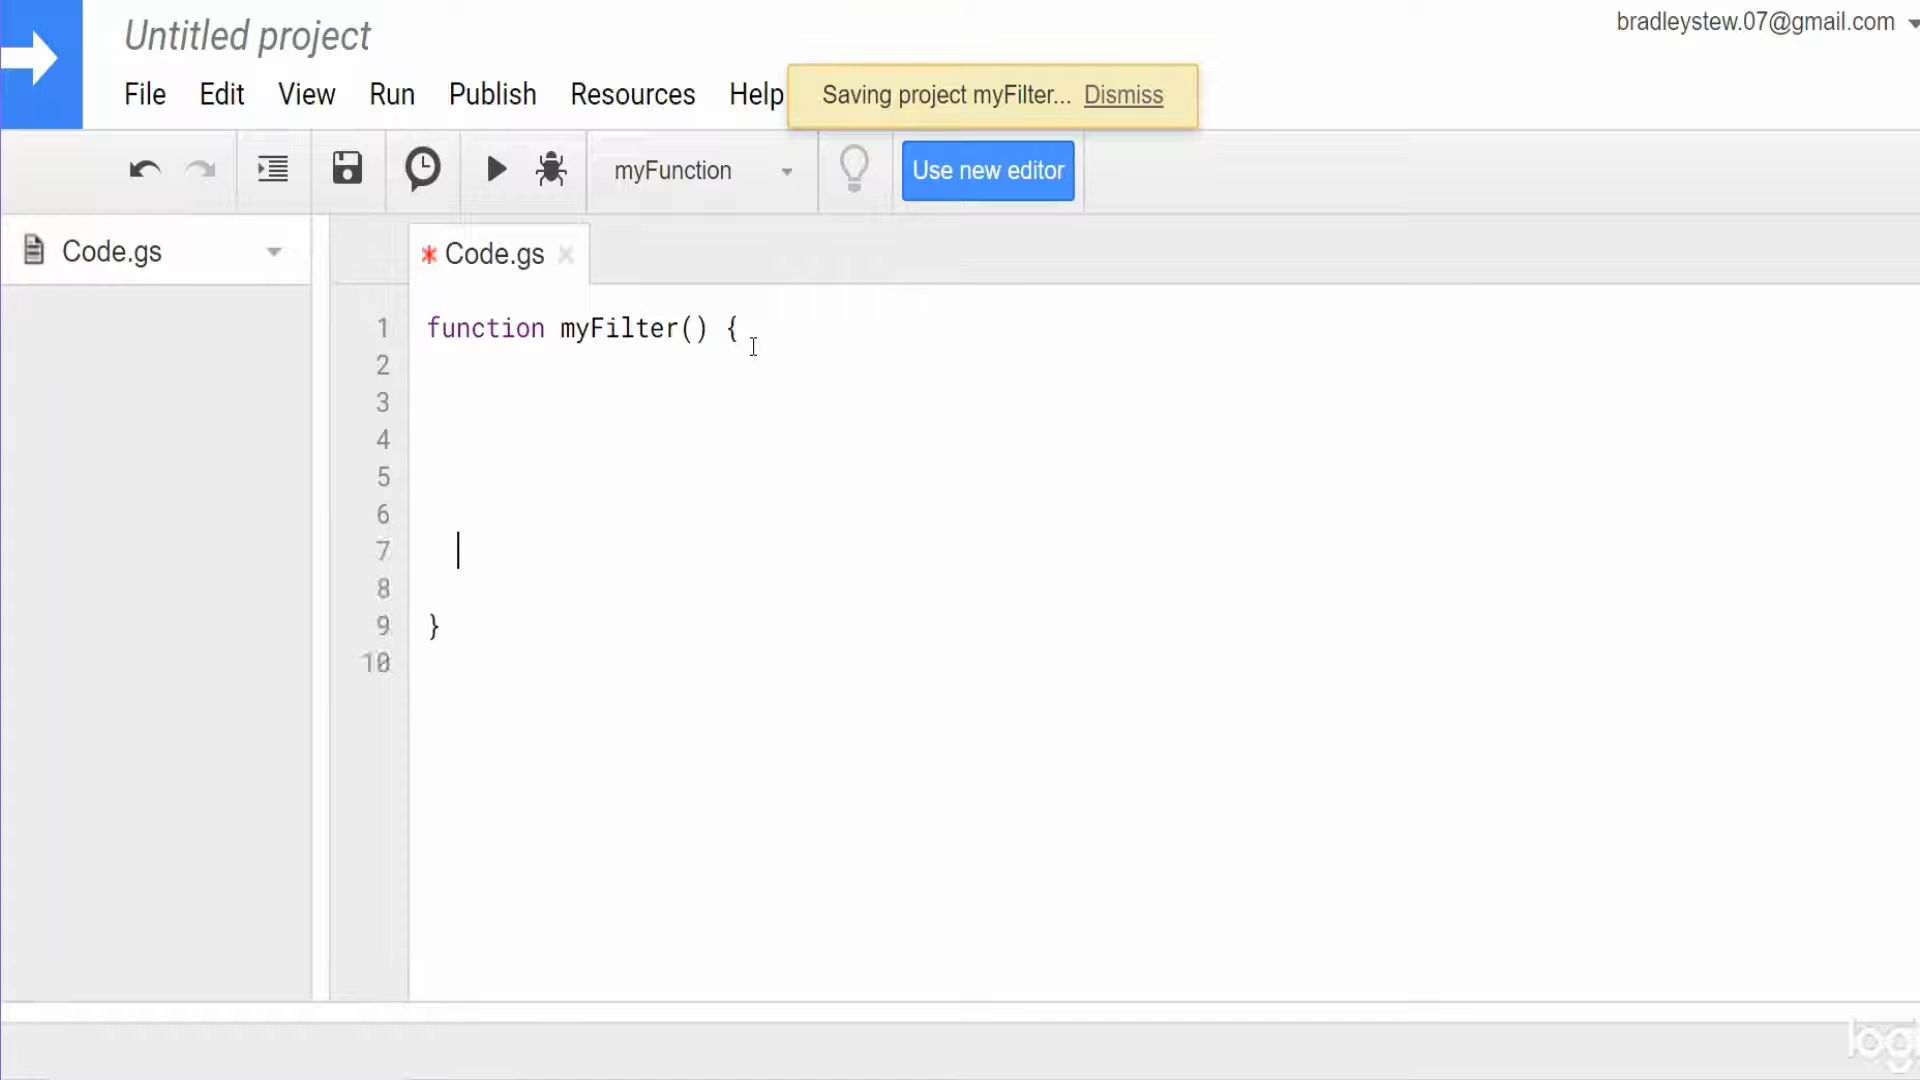 Untitled project
bradleystew.07@gmail.com
File Edit View Run Publish Resources Help
Saving project myFilter... Dismiss
myFunction
Use new editor
Code.gs
* Code.gs ×
1 function myFilter() {
2
3
4
5
6
7
8
9 }
10